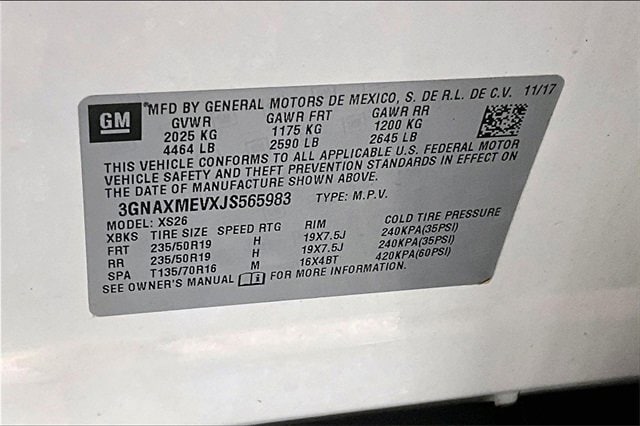 GM
MFD BY GENERAL MOTORS DE MEXICO, S. DE R.L. DE C.V. 11/17
GVWR GAWR FRT GAWR RR
2025 KG 1175 KG 1200 KG
4464 LB 2590 LB 2645 LB
THIS VEHICLE CONFORMS TO ALL APPLICABLE U.S. FEDERAL MOTOR
VEHICLE SAFETY AND THEFT PREVENTION STANDARDS IN EFFECT ON
THE DATE OF MANUFACTURE SHOWN ABOVE.
3GNAXMEVXJS565983 TYPE: M.P.V.
MODEL: XS26
XBKS TIRE SIZE SPEED RTG RIM COLD TIRE PRESSURE
FRT 235/50R19 H 19X7.5J 240KPA(35PSI)
RR 235/50R19 H 19X7.5J 240KPA(35PSI)
SPA T135/70R16 M 16X4BT 420KPA(60PSI)
SEE OWNER'S MANUAL FOR MORE INFORMATION.